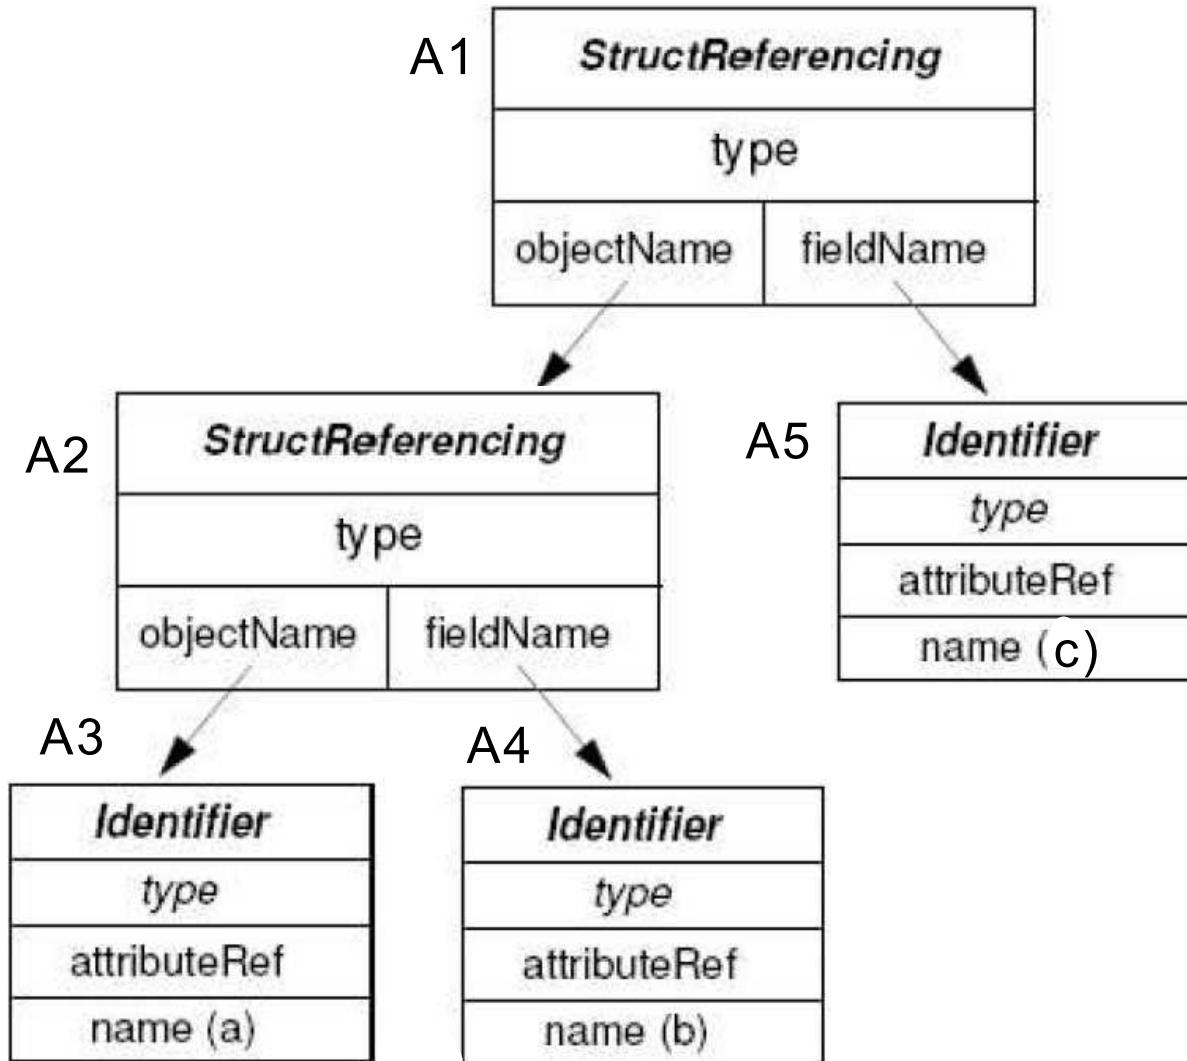 A1
StructReferencing
type
objectName
fieldName
A2
StructReferencing
type
objectName
fieldName
A5
Identifier
type
attributeRef
name (c)
A3
Identifier
type
attributeRef
name (a)
A4
Identifier
type
attributeRef
name (b)